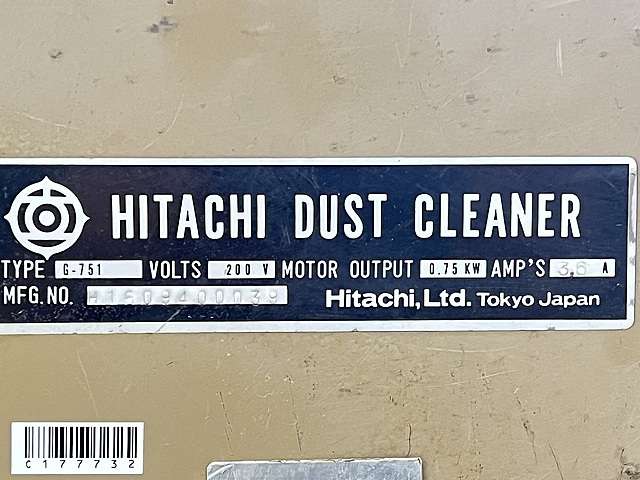 HITACHI DUST CLEANER
TYPE G-751 VOLTS 200 V MOTOR OUTPUT 0.75 KW AMP'S 3.6 A
MFG.NO. H1509400039 Hitachi, Ltd. Tokyo Japan
C177732